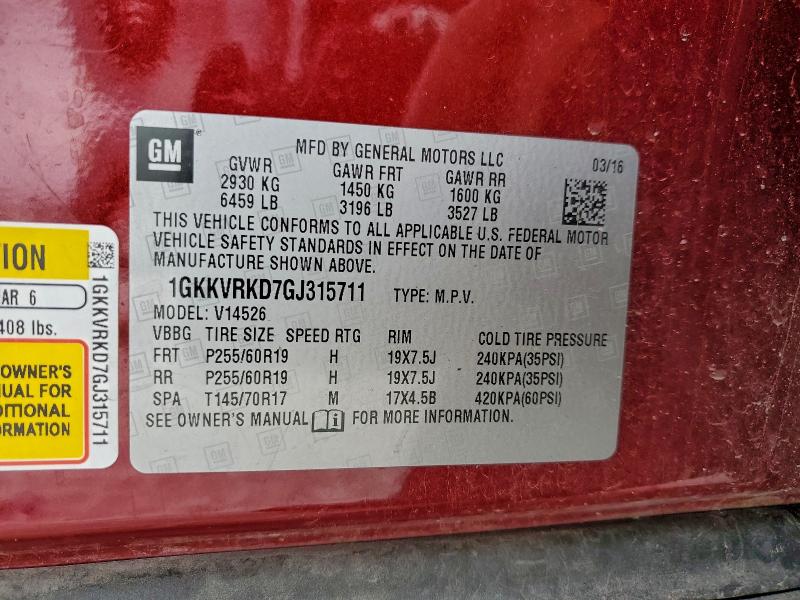 GM
MFD BY GENERAL MOTORS LLC
03/16
GVWR GAWR FRT GAWR RR
2930 KG 1450 KG 1600 KG
6459 LB 3196 LB 3527 LB
THIS VEHICLE CONFORMS TO ALL APPLICABLE U.S. FEDERAL MOTOR
VEHICLE SAFETY STANDARDS IN EFFECT ON THE DATE OF
MANUFACTURE SHOWN ABOVE.
1GKKVRKD7GJ315711 TYPE: M.P.V.
MODEL: V14526
VBBG TIRE SIZE SPEED RTG RIM COLD TIRE PRESSURE
FRT P255/60R19 H 19X7.5J 240KPA(35PSI)
RR P255/60R19 H 19X7.5J 240KPA(35PSI)
SPA T145/70R17 M 17X4.5B 420KPA(60PSI)
SEE OWNER'S MANUAL FOR MORE INFORMATION.
TION
AR 6
408 lbs.
OWNER'S
UAL FOR
DITIONAL
ORMATION
1GKKVRKD7GJ315711